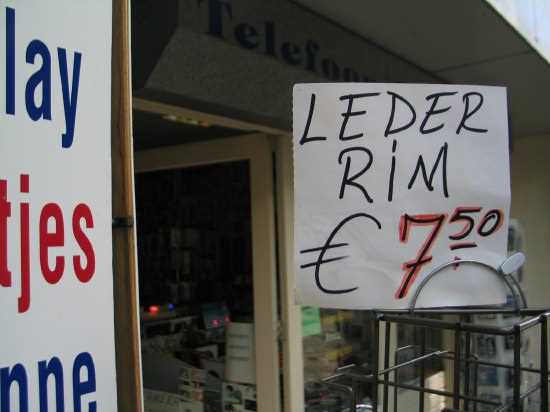 Telefoon
LEDER
RIM
€ 7.50
lay
tjes
nne